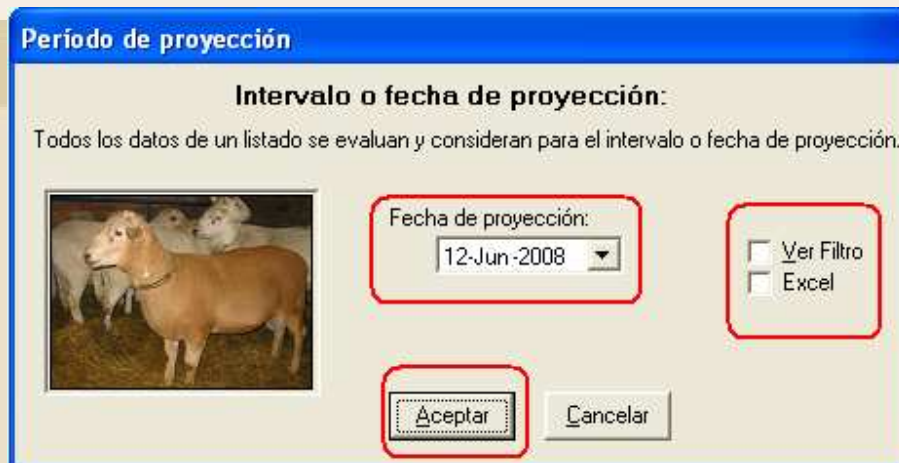 Período de proyección
Intervalo o fecha de proyección:
Todos los datos de un listado se evaluan y consideran para el intervalo o fecha de proyección.
Fecha de proyección:
12-Jun-2008
Ver Filtro
Excel
Aceptar
Cancelar